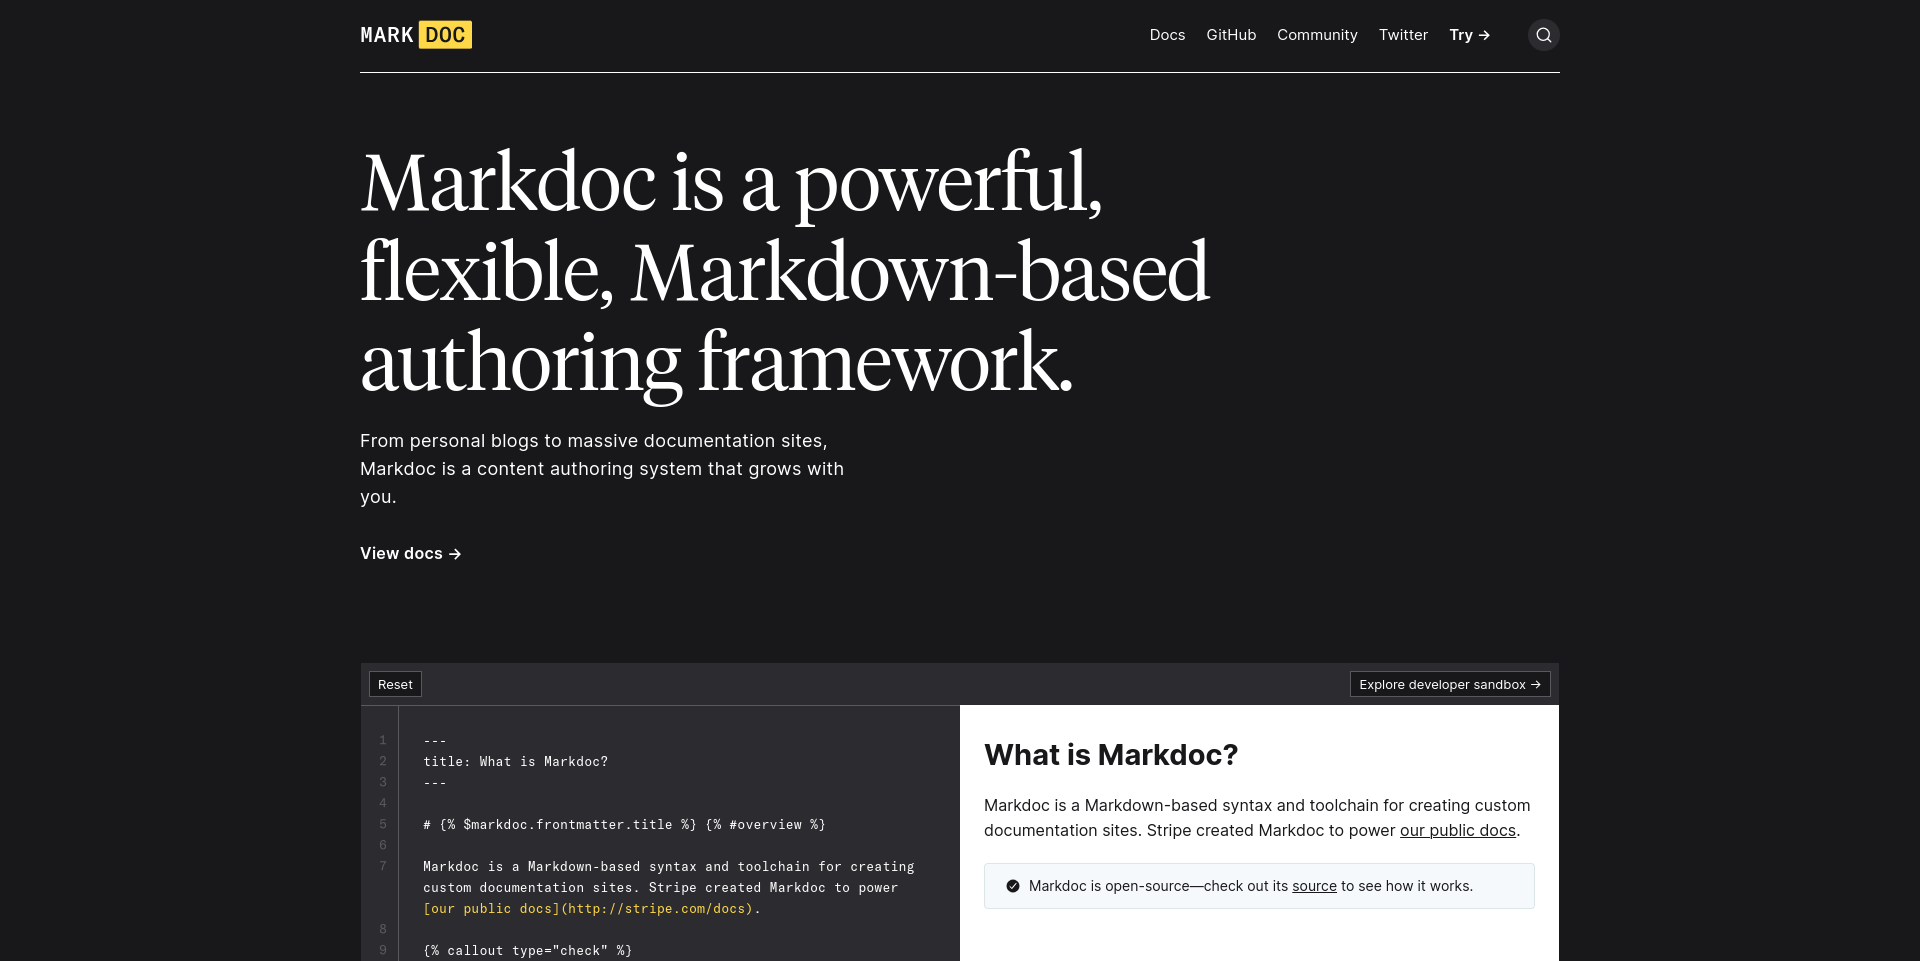 MARK DOC
Docs GitHub Community Twitter Try →
Markdoc is a powerful,
flexible, Markdown-based
authoring framework.
From personal blogs to massive documentation sites,
Markdoc is a content authoring system that grows with
you.
View docs →
Reset
Explore developer sandbox →
1 ---
2 title: What is Markdoc?
3 ---
4
5 # {% $markdoc.frontmatter.title %} {% #overview %}
6
7 Markdoc is a Markdown-based syntax and toolchain for creating
custom documentation sites. Stripe created Markdoc to power
[our public docs](http://stripe.com/docs).
8
9 {% callout type="check" %}
What is Markdoc?
Markdoc is a Markdown-based syntax and toolchain for creating custom
documentation sites. Stripe created Markdoc to power our public docs.
Markdoc is open-source—check out its source to see how it works.